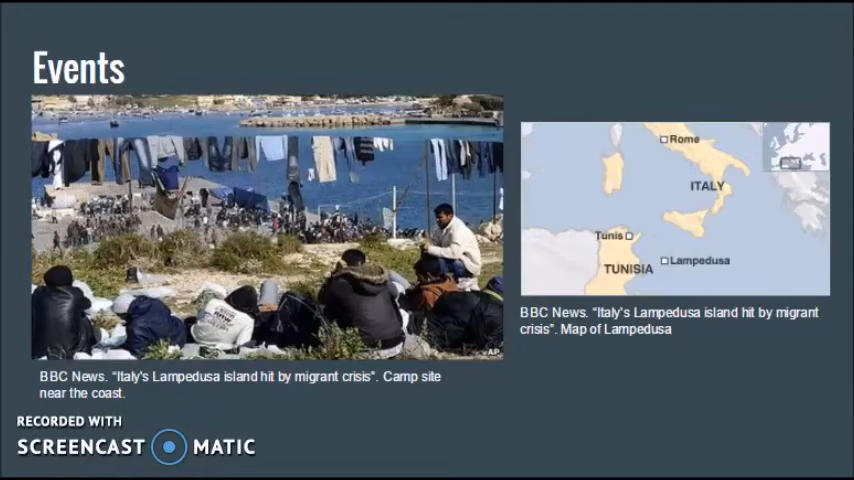 Events
AP
BBC News. “Italy's Lampedusa island hit by migrant crisis”. Camp site
near the coast.
Rome
ITALY
Tunis
TUNISIA
Lampedusa
BBC News. “Italy's Lampedusa island hit by migrant
crisis”. Map of Lampedusa
RECORDED WITH
SCREENCAST MATIC